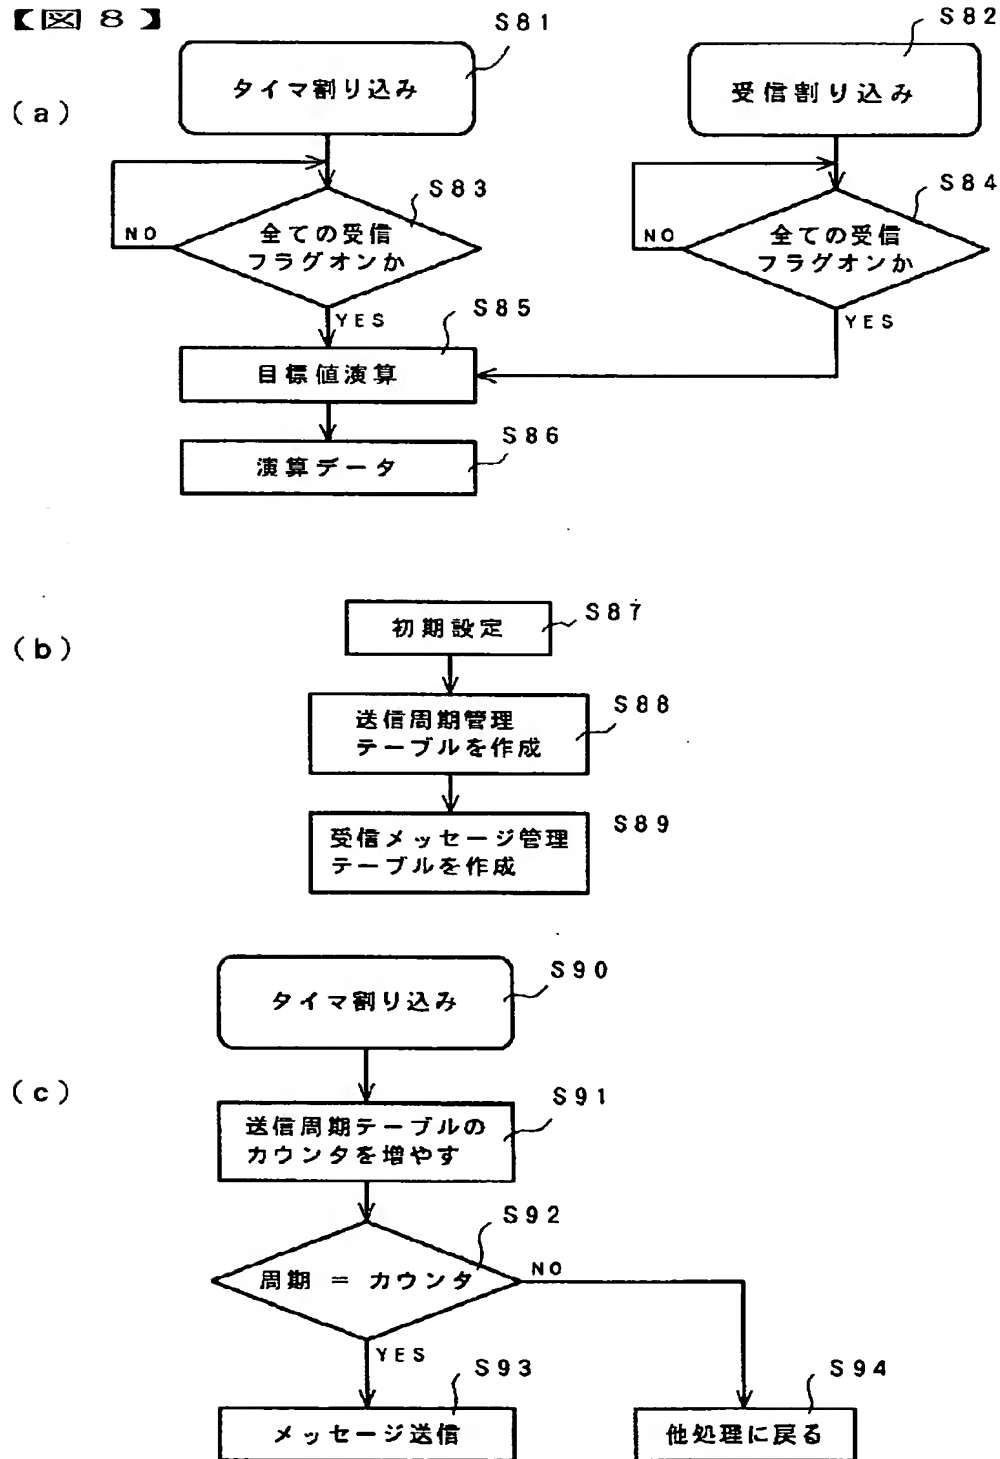 【図8】
S81
S82
(a)
タイマ割り込み
受信割り込み
S83
S84
全ての受信
フラグオンか
NO
YES
全ての受信
フラグオンか
NO
YES
S85
目標値演算
S86
演算データ
(b)
S87
初期設定
S88
送信周期管理
テーブルを作成
S89
受信メッセージ管理
テーブルを作成
(c)
S90
タイマ割り込み
S91
送信周期テーブルの
カウンタを増やす
S92
周期 = カウンタ
NO
YES
S93
メッセージ送信
S94
他処理に戻る